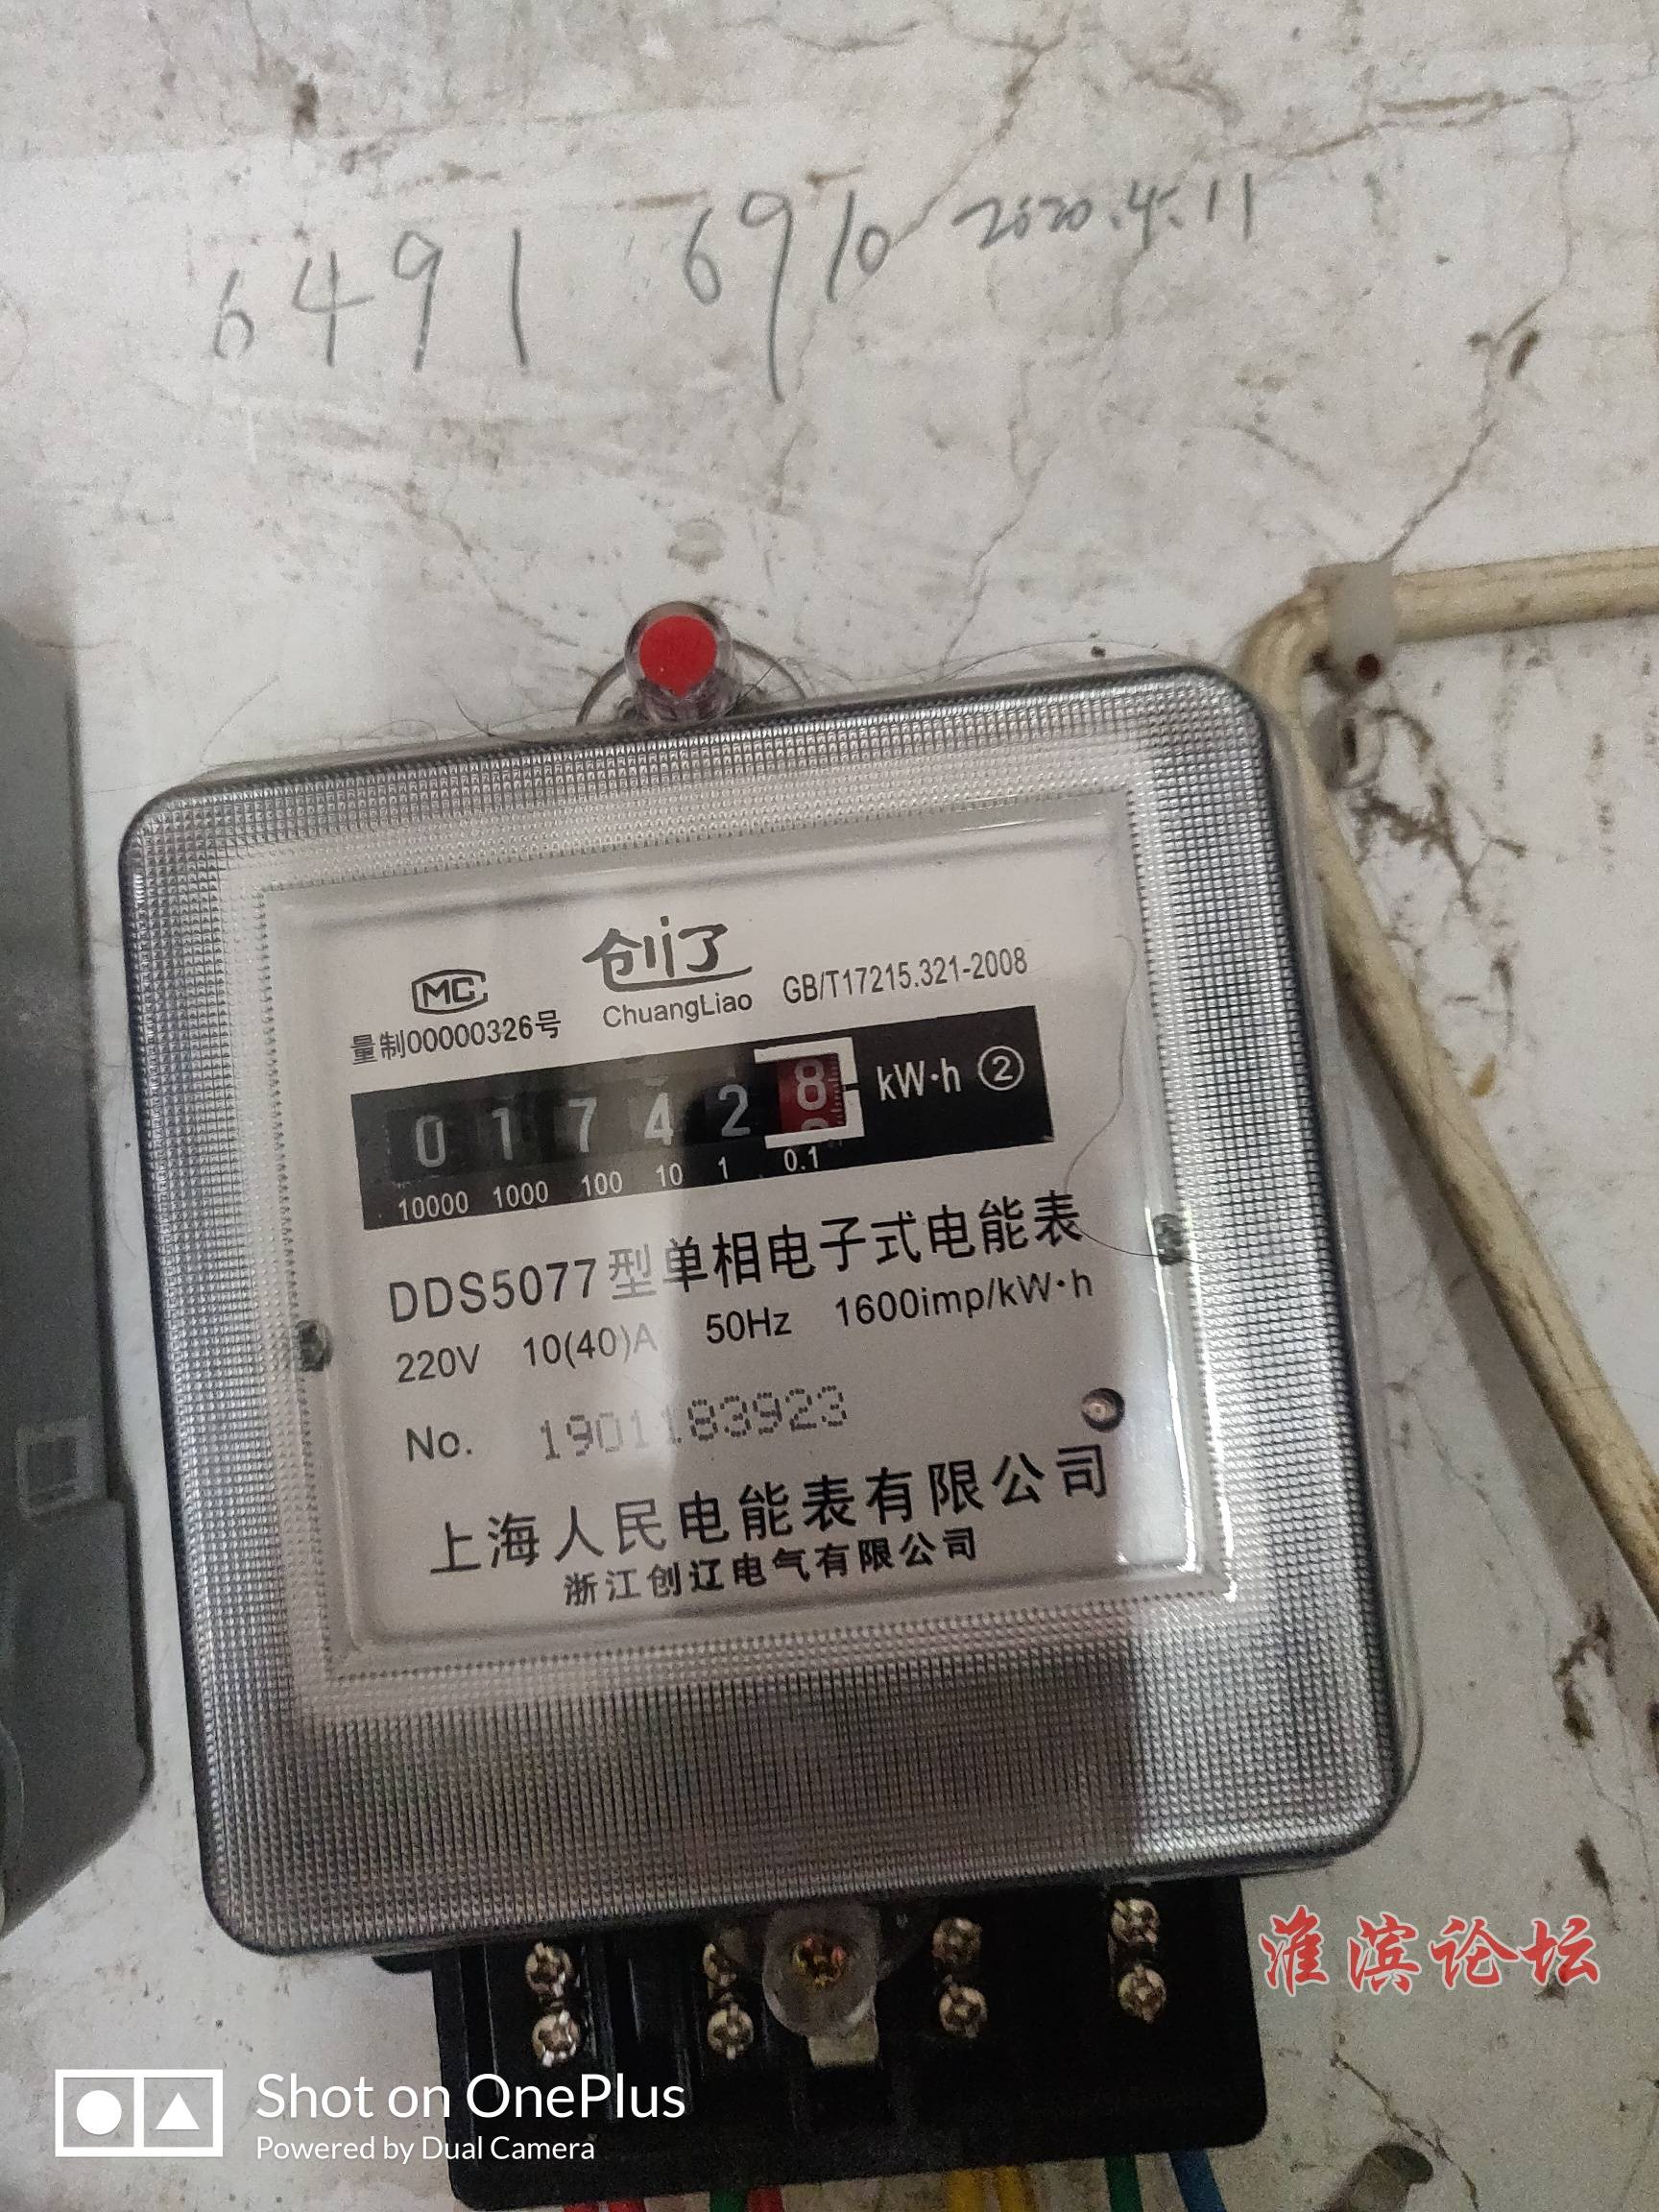 6491 6910 2020.4.11
MC
创了
量制00000326号 ChuangLiao GB/T17215.321-2008
0 1 7 4 2 8 kW·h ②
10000 1000 100 10 1 0.1
DDS5077型单相电子式电能表
220V 10(40)A 50Hz 1600imp/kW·h
No. 1901183923
上海人民电能表有限公司
浙江创辽电气有限公司
淮滨论坛
Shot on OnePlus
Powered by Dual Camera